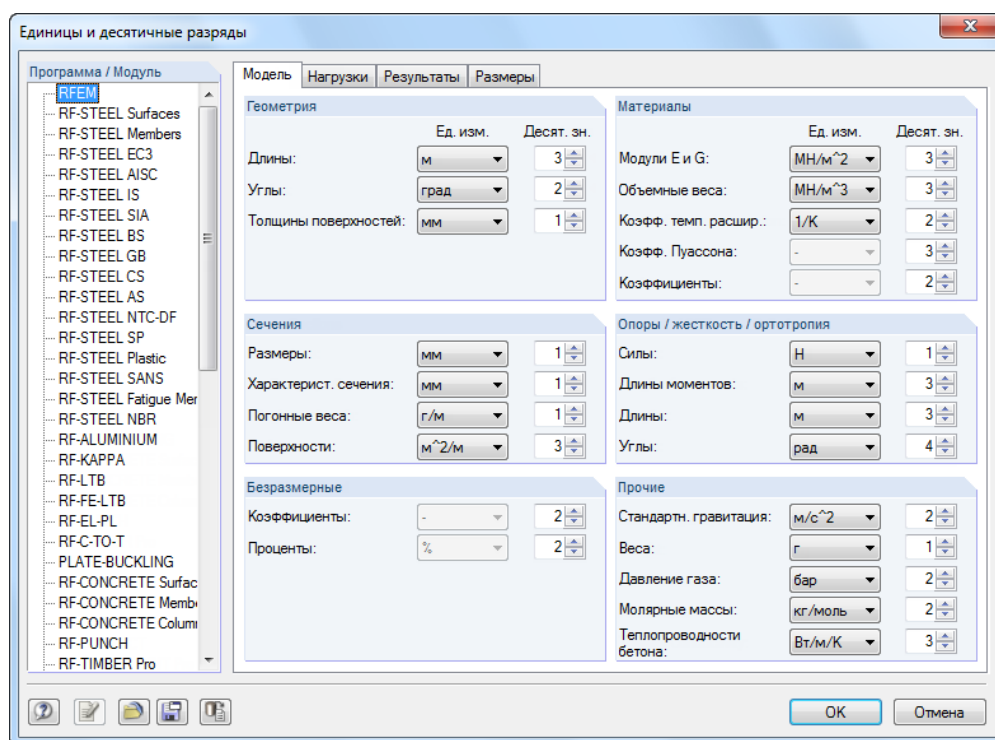 Единицы и десятичные разряды
Программа / Модуль
RFEM
RF-STEEL Surfaces
RF-STEEL Members
RF-STEEL EC3
RF-STEEL AISC
RF-STEEL IS
RF-STEEL SIA
RF-STEEL BS
RF-STEEL GB
RF-STEEL CS
RF-STEEL AS
RF-STEEL NTC-DF
RF-STEEL SP
RF-STEEL Plastic
RF-STEEL SANS
RF-STEEL Fatigue Mer
RF-STEEL NBR
RF-ALUMINIUM
RF-KAPPA
RF-LTB
RF-FE-LTB
RF-EL-PL
RF-C-TO-T
PLATE-BUCKLING
RF-CONCRETE Surfac
RF-CONCRETE Memb
RF-CONCRETE Colum
RF-PUNCH
RF-TIMBER Pro
Модель Нагрузки Результаты Размеры
Геометрия
Ед. изм. Десят. зн.
Длины: м 3
Углы: град 2
Толщины поверхностей: мм 1
Материалы
Ед. изм. Десят. зн.
Модули E и G: МН/м^2 3
Объемные веса: МН/м^3 3
Коэфф. темп. расшир.: 1/K 2
Коэфф. Пуассона: - 3
Коэффициенты: - 2
Сечения
Размеры: мм 1
Характерист. сечения: мм 1
Погонные веса: г/м 1
Поверхности: м^2/м 3
Опоры / жесткость / ортотропия
Силы: Н 1
Длины моментов: м 3
Длины: м 3
Углы: рад 4
Безразмерные
Коэффициенты: - 2
Проценты: % 2
Прочие
Стандартн. гравитация: м/с^2 2
Веса: г 1
Давление газа: бар 2
Молярные массы: кг/моль 2
Теплопроводности
бетона: Вт/м/K 3
OK Отмена